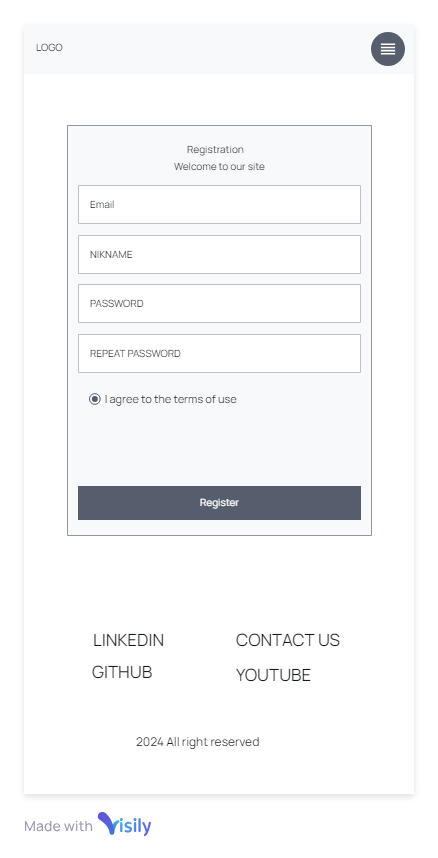 LOGO
Registration
Welcome to our site
Email
NIKNAME
PASSWORD
REPEAT PASSWORD
I agree to the terms of use
Register
LINKEDIN
CONTACT US
GITHUB
YOUTUBE
2024 All right reserved
Made with Visily